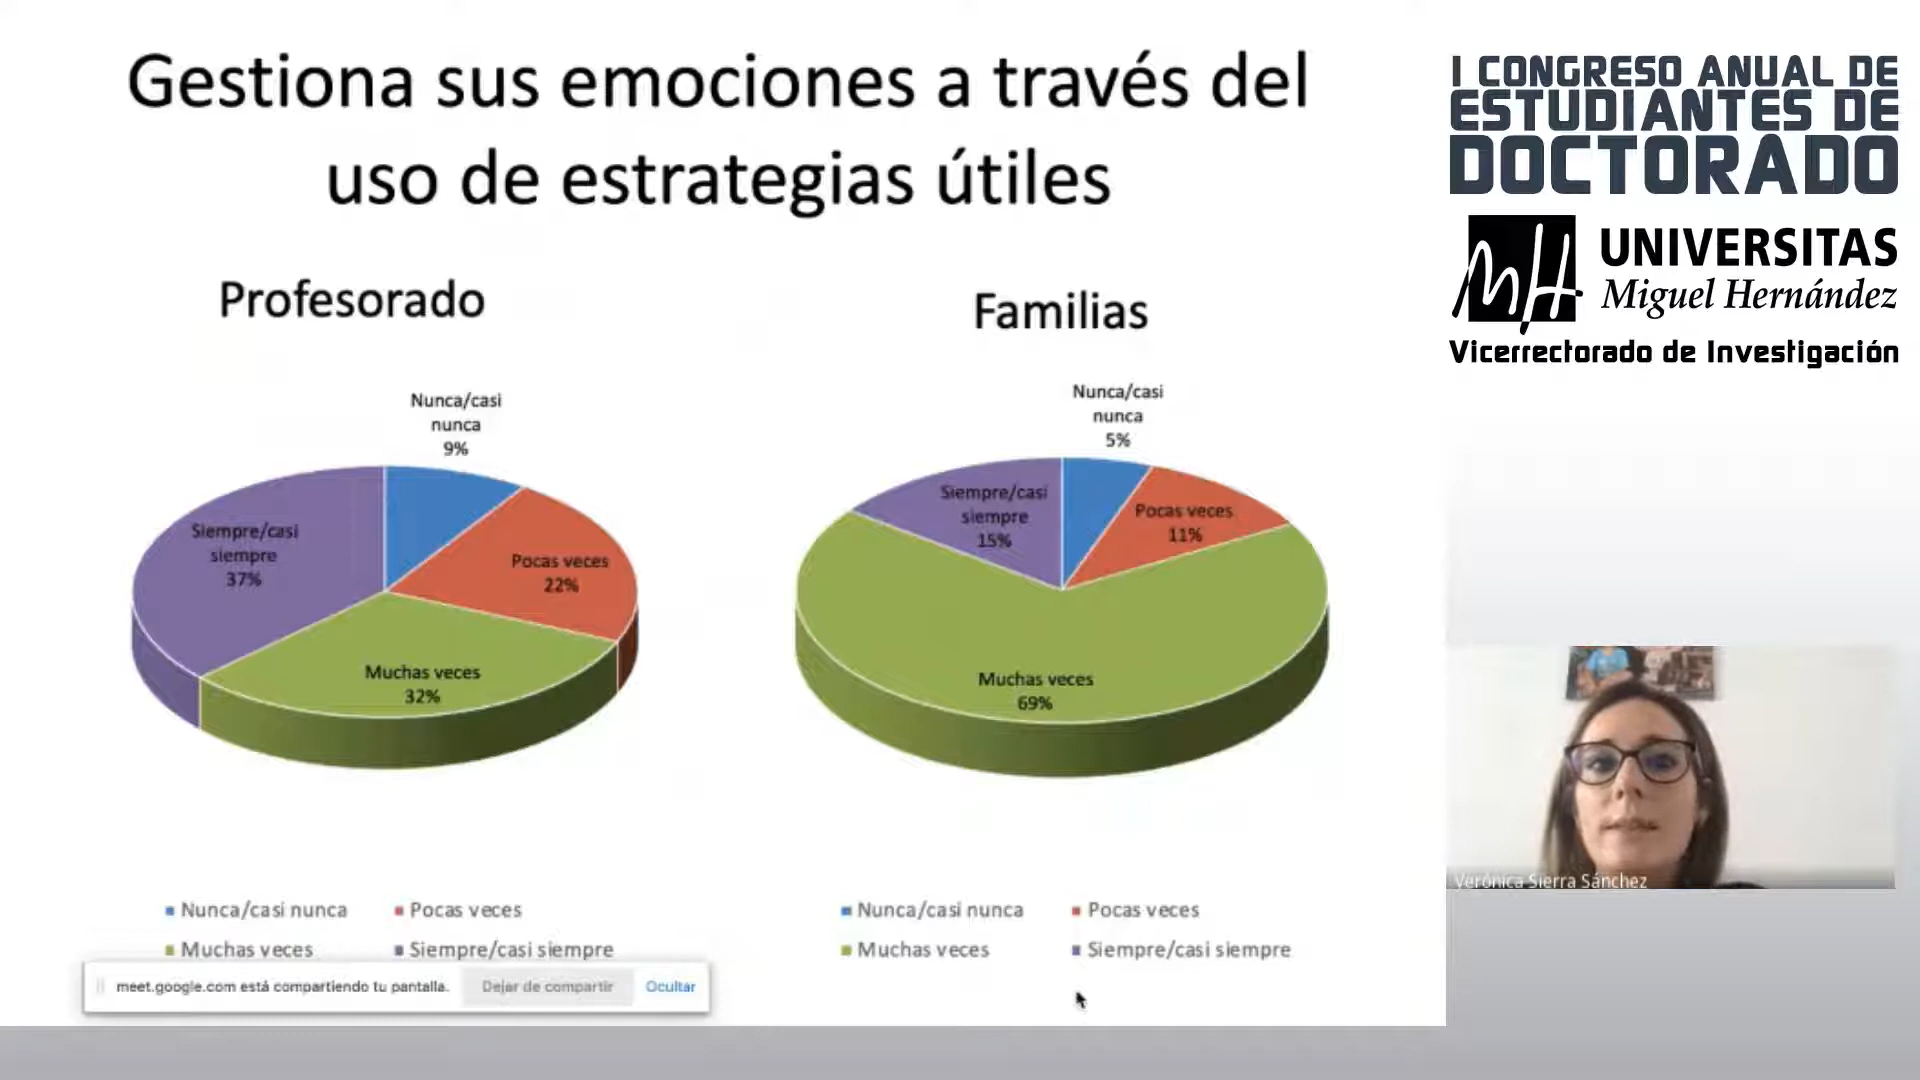 Gestiona sus emociones a través del
uso de estrategias útiles
Profesorado
Nunca/casi
nunca
9%
Siempre/casi
siempre
37%
Pocas veces
22%
Muchas veces
32%
Nunca/casi nunca
Pocas veces
Muchas veces
Siempre/casi siempre
Familias
Nunca/casi
nunca
5%
Siempre/casi
siempre
15%
Pocas veces
11%
Muchas veces
69%
Nunca/casi nunca
Pocas veces
Muchas veces
Siempre/casi siempre
meet.google.com está compartiendo tu pantalla.
Dejar de compartir
Ocultar
I CONGRESO ANUAL DE
ESTUDIANTES DE
DOCTORADO
MH
UNIVERSITAS
Miguel Hernández
Vicerrectorado de Investigación
Verónica Sierra Sánchez